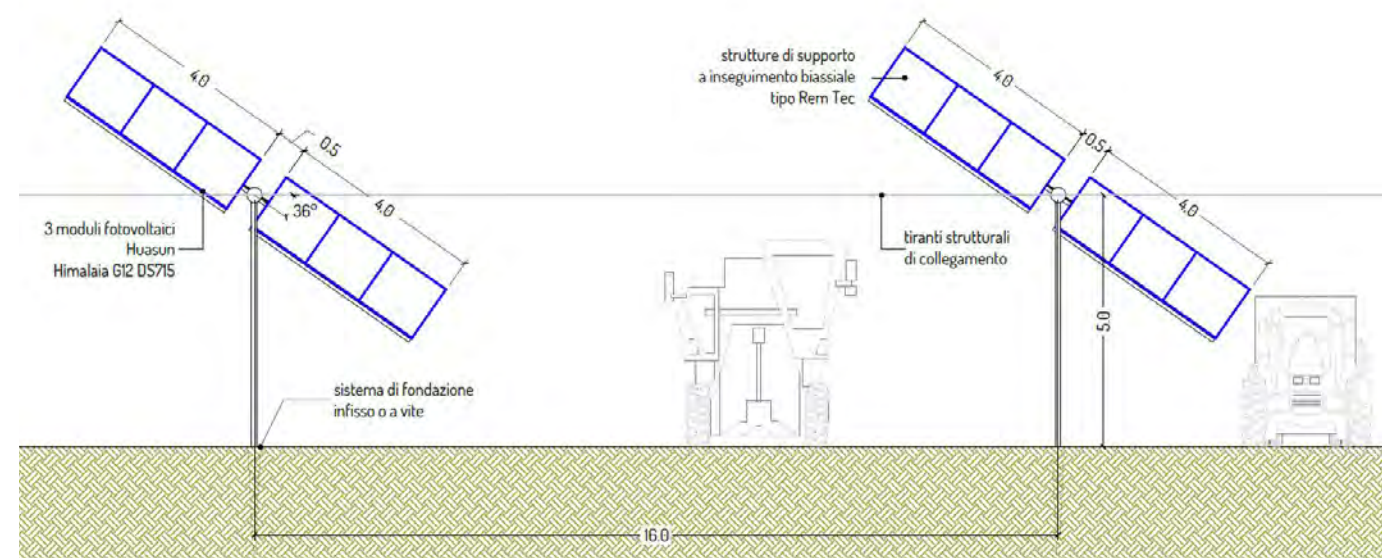 4.0
0.5
36°
4.0
3 moduli fotovoltaici
Huasun
Himalaia G12 DS715
sistema di fondazione
infisso o a vite
strutture di supporto
a inseguimento biassiale
tipo Rem Tec
4.0
0.5
4.0
tiranti strutturali
di collegamento
5.0
16.0